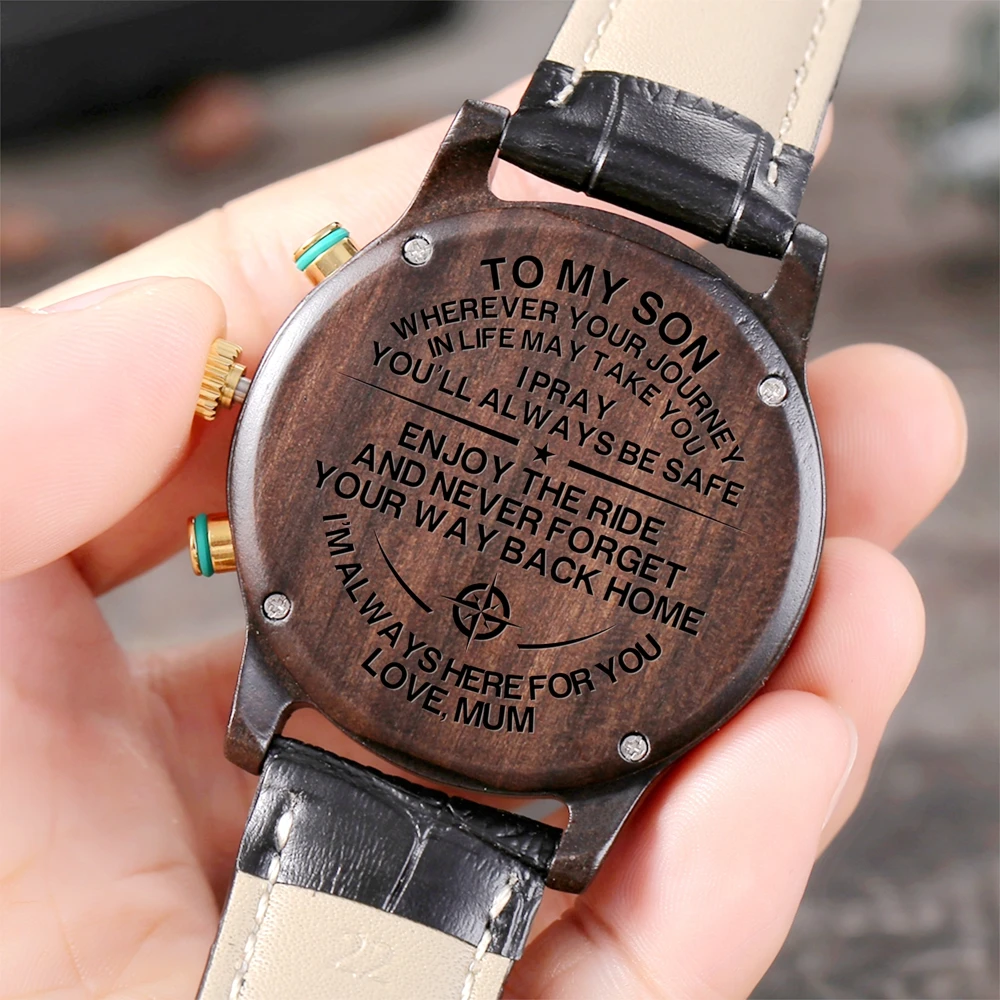 TO MY SON
WHEREVER YOUR JOURNEY
IN LIFE MAY TAKE YOU
I PRAY
YOU'LL ALWAYS BE SAFE
ENJOY THE RIDE
AND NEVER FORGET
YOUR WAY BACK HOME
I'M ALWAYS HERE FOR YOU
LOVE, MUM
22